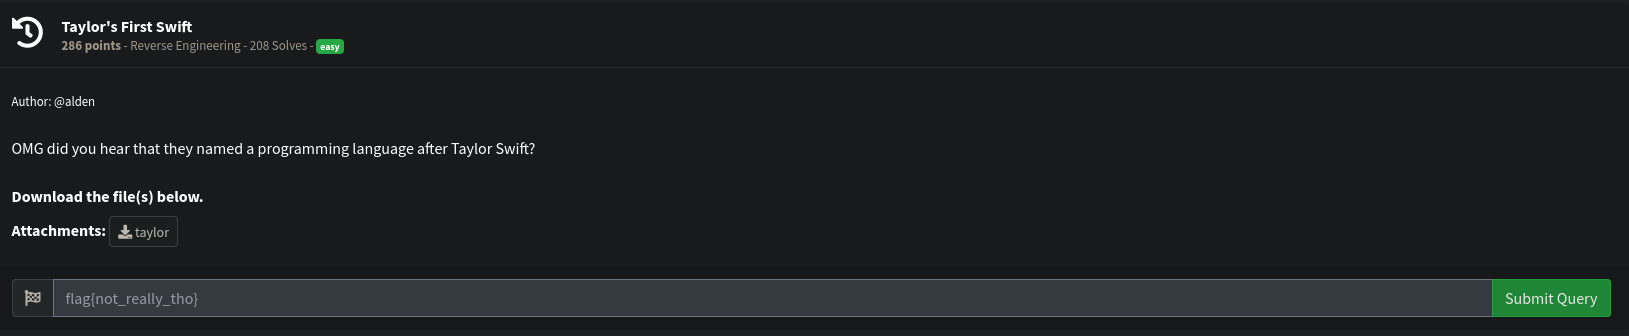 Taylor's First Swift
286 points - Reverse Engineering - 208 Solves - easy
Author: @alden
OMG did you hear that they named a programming language after Taylor Swift?
Download the file(s) below.
Attachments: taylor
flag{not_really_tho} Submit Query